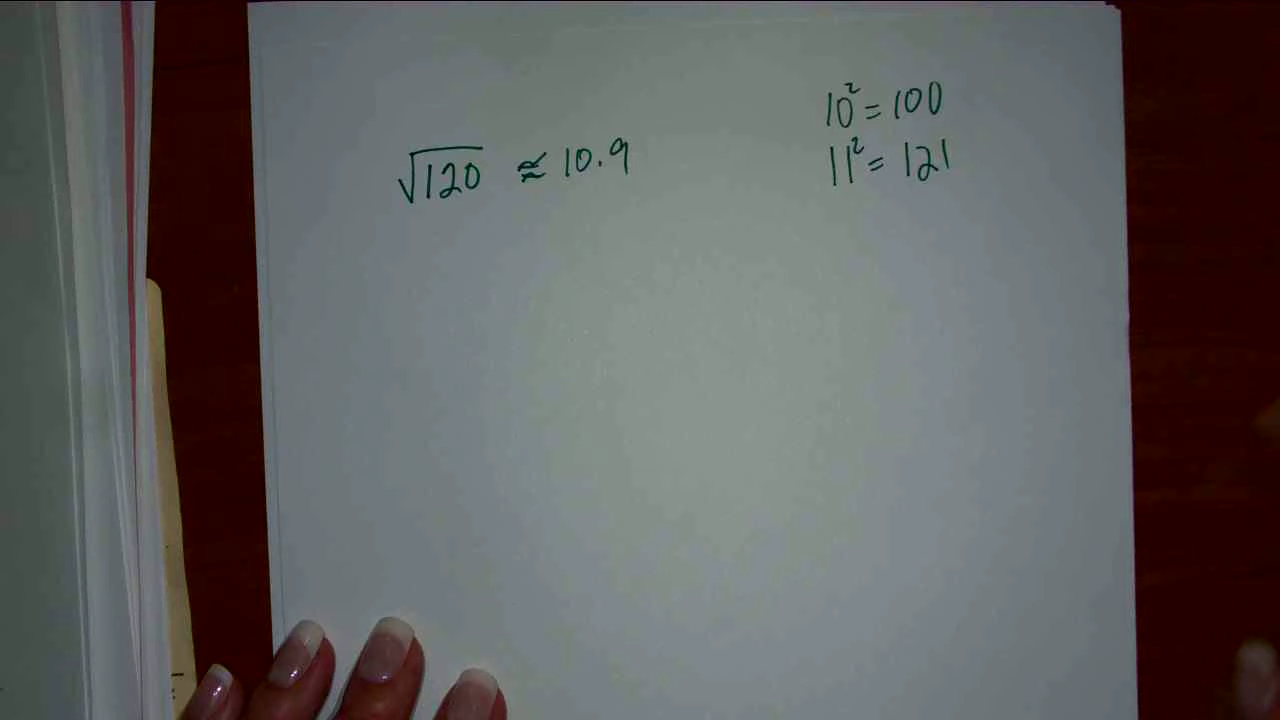 10² = 100
√120 ≈ 10.9
11² = 121